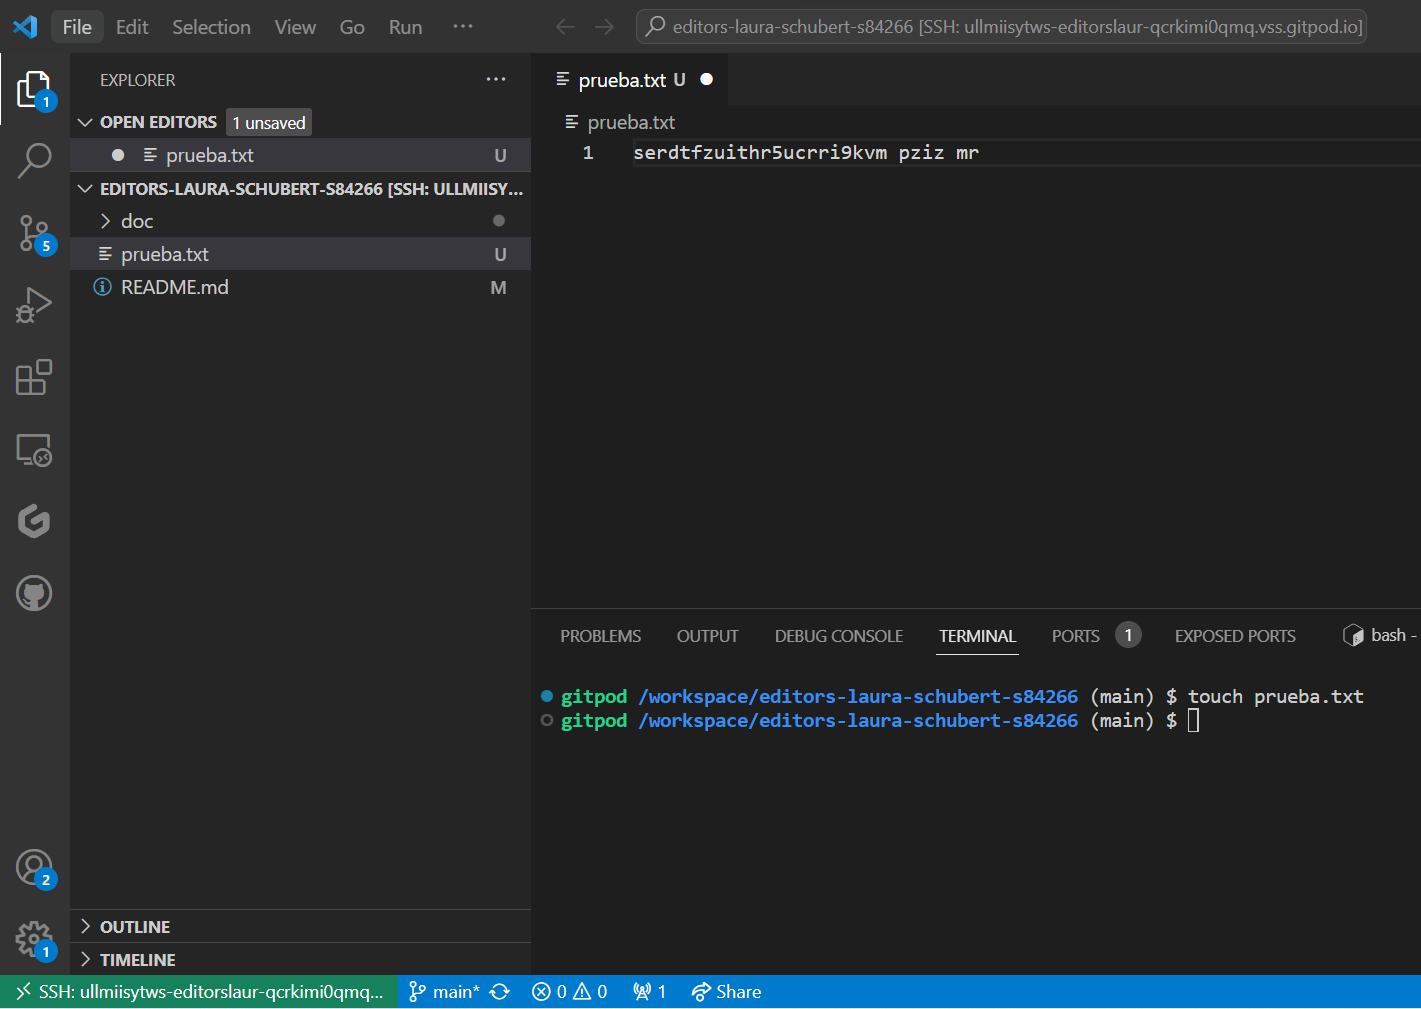 File Edit Selection View Go Run ···
editors-laura-schubert-s84266 [SSH: ullmiisytws-editorslaur-qcrkimi0qmq.vss.gitpod.io]
EXPLORER ···
1
OPEN EDITORS 1 unsaved
prueba.txt U
EDITORS-LAURA-SCHUBERT-S84266 [SSH: ULLMIISY...
doc
prueba.txt U
README.md M
5
prueba.txt U
prueba.txt
1 serdtfzuithr5ucrri9kvm pziz mr
PROBLEMS OUTPUT DEBUG CONSOLE TERMINAL PORTS 1 EXPOSED PORTS bash -
gitpod /workspace/editors-laura-schubert-s84266 (main) $ touch prueba.txt
gitpod /workspace/editors-laura-schubert-s84266 (main) $
2
1
OUTLINE
TIMELINE
SSH: ullmiisytws-editorslaur-qcrkimi0qmq... main* 0 0 1 Share